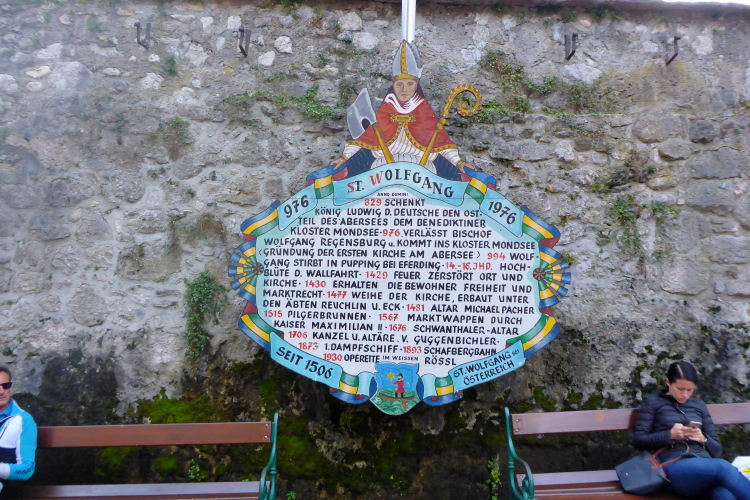 ST. WOLFGANG
976
1976
ANNO DOMINI
829 SCHENKT
KÖNIG LUDWIG D. DEUTSCHE DEN OST-
TEIL DES ABERSEES DEM BENEDIKTINER
KLOSTER MONDSEE · 976 VERLÄSST BISCHOF
WOLFGANG REGENSBURG u. KOMMT INS KLOSTER MONDSEE
<GRÜNDUNG DER ERSTEN KIRCHE AM ABERSEE> 994 WOLF-
GANG STIRBT IN PUPPING BEI EFERDING · 14.-16.JHD. HOCH-
BLÜTE D. WALLFAHRT. 1429 FEUER ZERSTÖRT ORT UND
KIRCHE · 1430 ERHALTEN DIE BEWOHNER FREIHEIT UND
MARKTRECHT · 1477 WEIHE DER KIRCHE, ERBAUT UNTER
DEN ÄBTEN REUCHLIN U. ECK · 1481 ALTAR MICHAEL PACHER
1515 PILGERBRUNNEN · 1567 MARKTWAPPEN DURCH
KAISER MAXIMILIAN II · 1676 SCHWANTHALER-ALTAR
1706 KANZEL U. ALTÄRE V. GUGGENBICHLER ·
1873 1. DAMPFSCHIFF · 1893 SCHAFBERGBAHN
1930 OPERETTE IM WEISSEN RÖSSL
SEIT 1506
ST. WOLFGANG IN
ÖSTERREICH